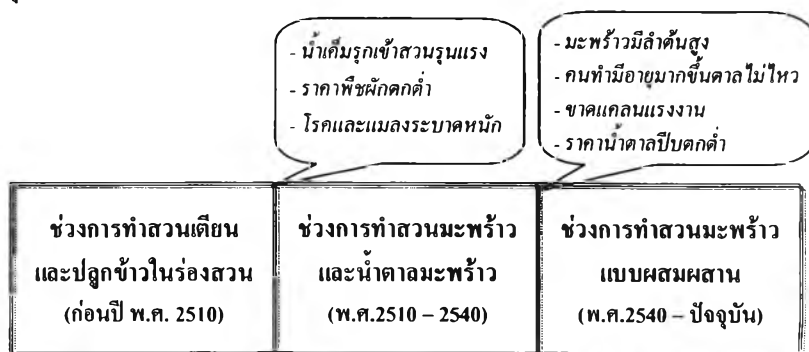 - น้ำเค็มรุกเข้าสวนรุนแรง
- ราคาพืชผักตกต่ำ
- โรคและแมลงระบาดหนัก
- มะพร้าวมีลำต้นสูง
- คนทำมีอายุมากขึ้นตาลไม่ไหว
- ขาดแคลนแรงงาน
- ราคาน้ำตาลปีบตกต่ำ
ช่วงการทำสวนเตียน
และปลูกข้าวในร่องสวน
(ก่อนปี พ.ศ. 2510)
ช่วงการทำสวนมะพร้าว
และน้ำตาลมะพร้าว
(พ.ศ.2510 – 2540)
ช่วงการทำสวนมะพร้าว
แบบผสมผสาน
(พ.ศ.2540 – ปัจจุบัน)